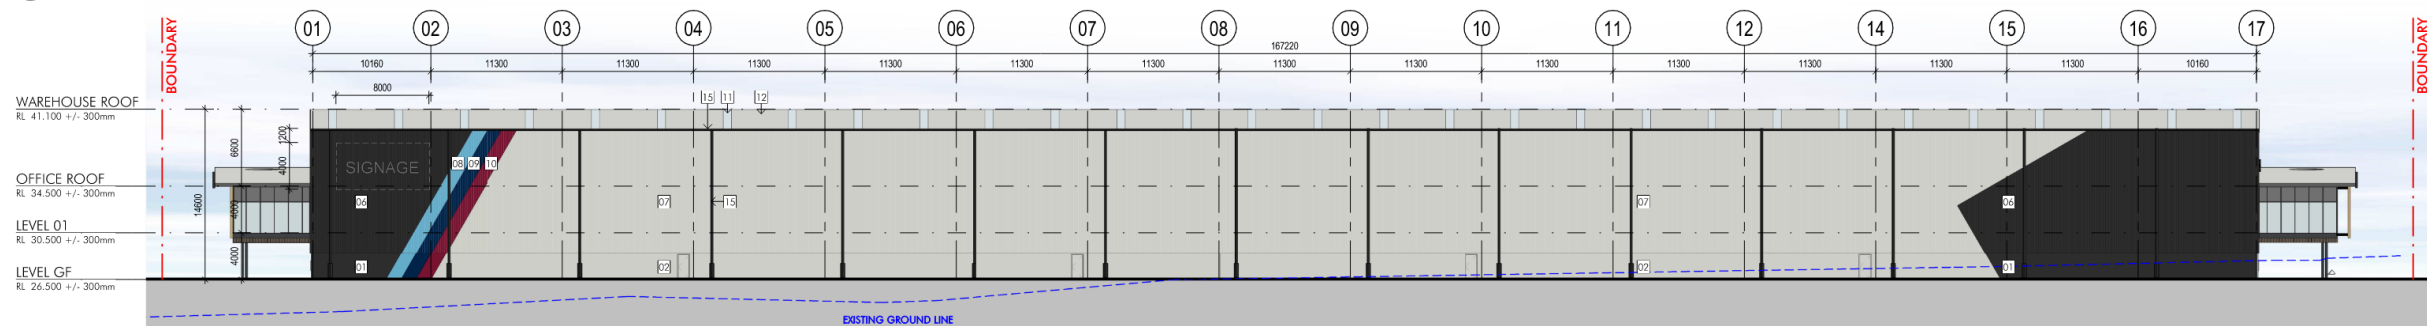 01 02 03 04 05 06 07 08 09 10 11 12 14 15 16 17
BOUNDARY
BOUNDARY
167220
10160 11300 11300 11300 11300 11300 11300 11300 11300 11300 11300 11300 11300 11300 10160
8000
15 11 12
WAREHOUSE ROOF
RL 41.100 +/- 300mm
1200
6600
4000
SIGNAGE
08 09 10
OFFICE ROOF
RL 34.500 +/- 300mm
14600
4000
06 07 15 07 06
LEVEL 01
RL 30.500 +/- 300mm
4000
01 02 02 01
LEVEL GF
RL 26.500 +/- 300mm
EXISTING GROUND LINE